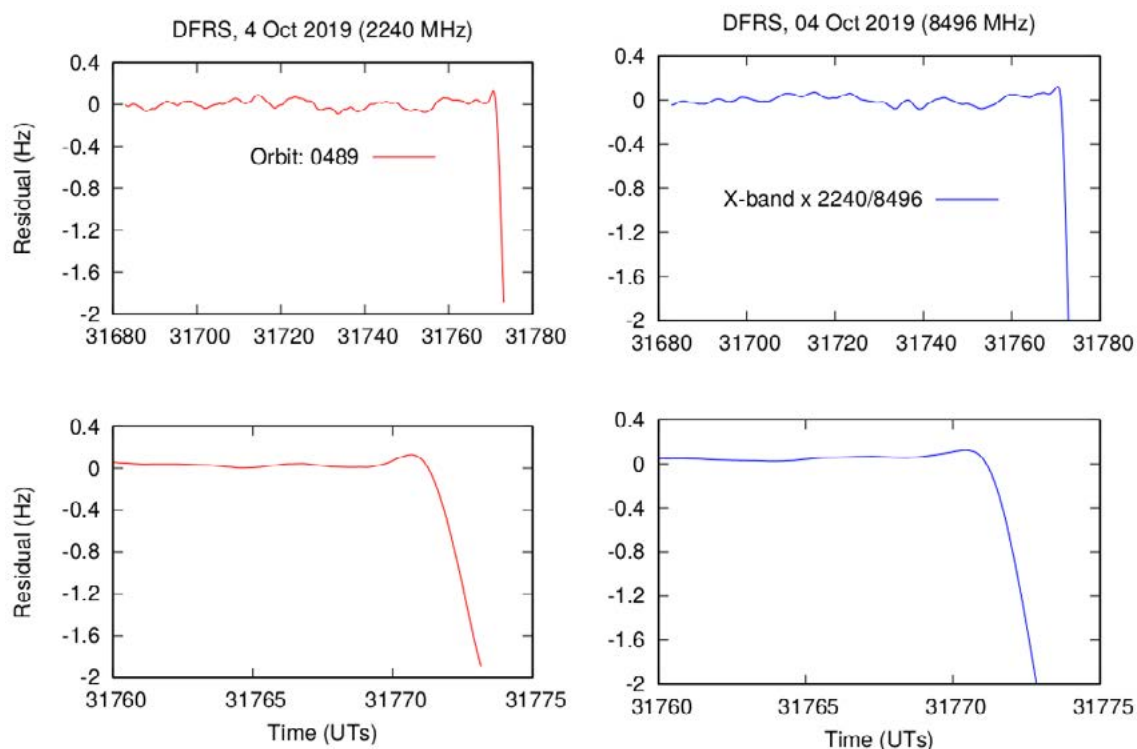 DFRS, 4 Oct 2019 (2240 MHz)
0.4
0
-0.4
-0.8
-1.2
-1.6
-2
Residual (Hz)
Orbit: 0489
31680 31700 31720 31740 31760 31780
DFRS, 04 Oct 2019 (8496 MHz)
0.4
0
-0.4
-0.8
-1.2
-1.6
-2
X-band x 2240/8496
31680 31700 31720 31740 31760 31780
0.4
0
-0.4
-0.8
-1.2
-1.6
-2
Residual (Hz)
31760 31765 31770 31775
Time (UTs)
0.4
0
-0.4
-0.8
-1.2
-1.6
-2
31760 31765 31770 31775
Time (UTs)